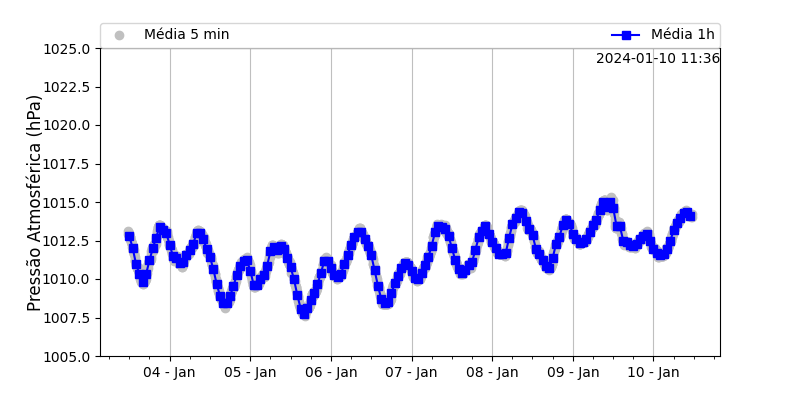 Média 5 min
Média 1h
2024-01-10 11:36
Pressão Atmosférica (hPa)
1025.0
1022.5
1020.0
1017.5
1015.0
1012.5
1010.0
1007.5
1005.0
04 - Jan
05 - Jan
06 - Jan
07 - Jan
08 - Jan
09 - Jan
10 - Jan